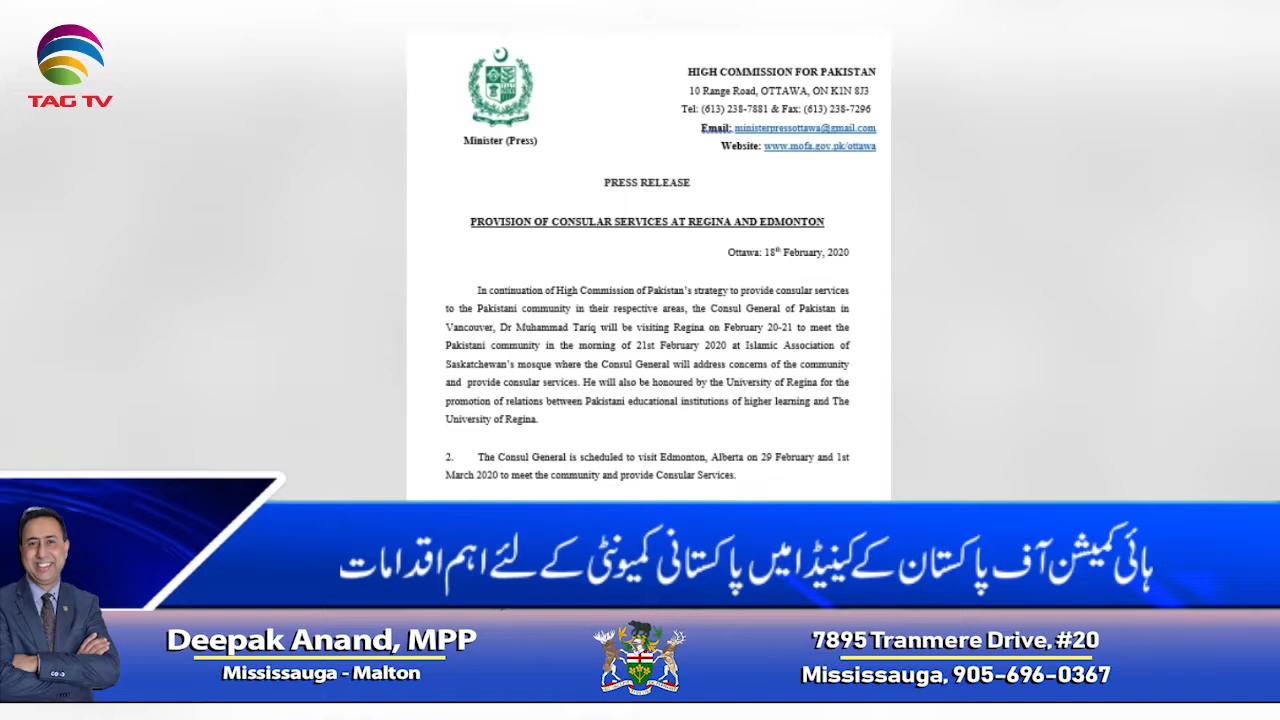 TAG TV
Minister (Press)
HIGH COMMISSION FOR PAKISTAN
10 Range Road, OTTAWA, ON K1N 8J3
Tel: (613) 238-7881 & Fax: (613) 238-7296
Email: ministerpressottawa@gmail.com
Website: www.mofa.gov.pk/ottawa
PRESS RELEASE
PROVISION OF CONSULAR SERVICES AT REGINA AND EDMONTON
Ottawa: 18th February, 2020
In continuation of High Commission of Pakistan's strategy to provide consular services
to the Pakistani community in their respective areas, the Consul General of Pakistan in
Vancouver, Dr Muhammad Tariq will be visiting Regina on February 20-21 to meet the
Pakistani community in the morning of 21st February 2020 at Islamic Association of
Saskatchewan's mosque where the Consul General will address concerns of the community
and provide consular services. He will also be honoured by the University of Regina for the
promotion of relations between Pakistani educational institutions of higher learning and The
University of Regina.
2. The Consul General is scheduled to visit Edmonton, Alberta on 29 February and 1st
March 2020 to meet the community and provide Consular Services.
ہائی کمیشن آف پاکستان کے کینیڈا میں پاکستانی کمیونٹی کے لئے اہم اقدامات
Deepak Anand, MPP
Mississauga - Malton
7895 Tranmere Drive, #20
Mississauga, 905-696-0367